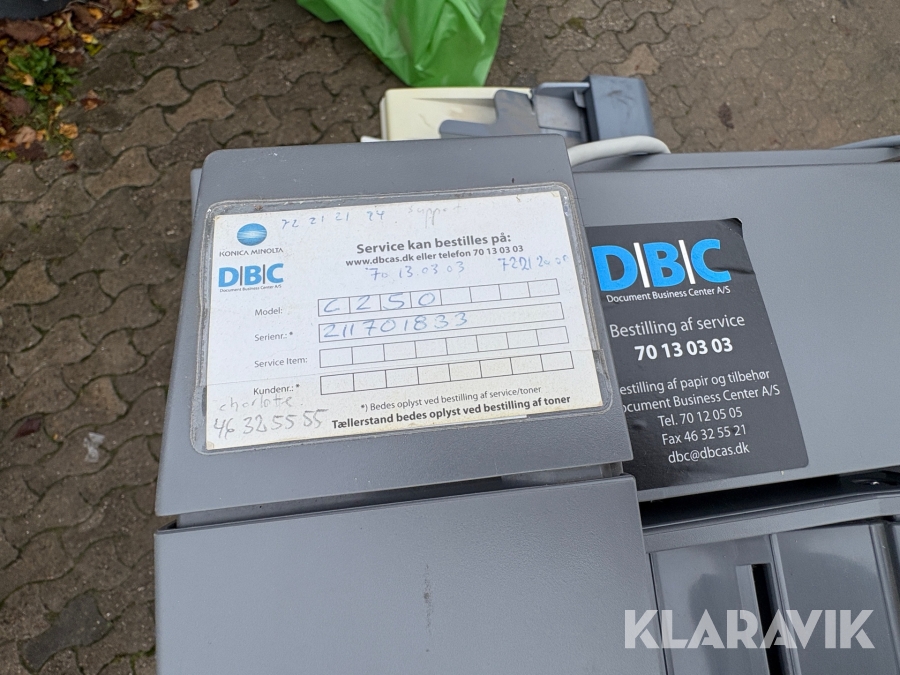 72 21 21 24 support
KONICA MINOLTA
D|B|C
Document Business Center A/S
Service kan bestilles på:
www.dbcas.dk eller telefon 70 13 03 03
70 13 03 03
Model: C250
Serienr.:* 211701833
Service Item:
Kundenr.:*
charlotte
46 32 55 55
*) Bedes oplyst ved bestilling af service/toner
Tællerstand bedes oplyst ved bestilling af toner
D|B|C
Document Business Center A/S
Bestilling af service
70 13 03 03
estilling af papir og tilbehør
ocument Business Center A/S
Tel. 70 12 05 05
Fax 46 32 55 21
dbc@dbcas.dk
KLARAVIK